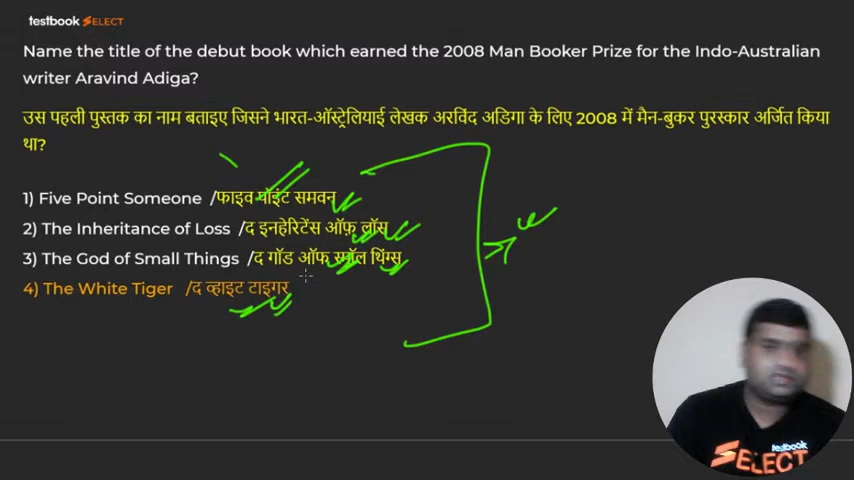 testbook SELECT
Name the title of the debut book which earned the 2008 Man Booker Prize for the Indo-Australian
writer Aravind Adiga?
उस पहली पुस्तक का नाम बताइए जिसने भारत-ऑस्ट्रेलियाई लेखक अरविंद अडिगा के लिए 2008 में मैन-बुकर पुरस्कार अर्जित किया
था?
1) Five Point Someone /फाइव पॉइंट समवन
2) The Inheritance of Loss /द इनहेरिटेंस ऑफ़ लॉस
3) The God of Small Things /द गॉड ऑफ स्मॉल थिंग्स
4) The White Tiger /द व्हाइट टाइगर
testbook
SELECT